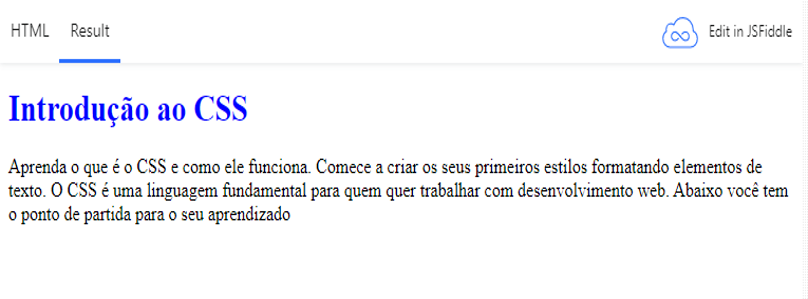 HTML Result Edit in JSFiddle
Introdução ao CSS
Aprenda o que é o CSS e como ele funciona. Comece a criar os seus primeiros estilos formatando elementos de
texto. O CSS é uma linguagem fundamental para quem quer trabalhar com desenvolvimento web. Abaixo você tem
o ponto de partida para o seu aprendizado